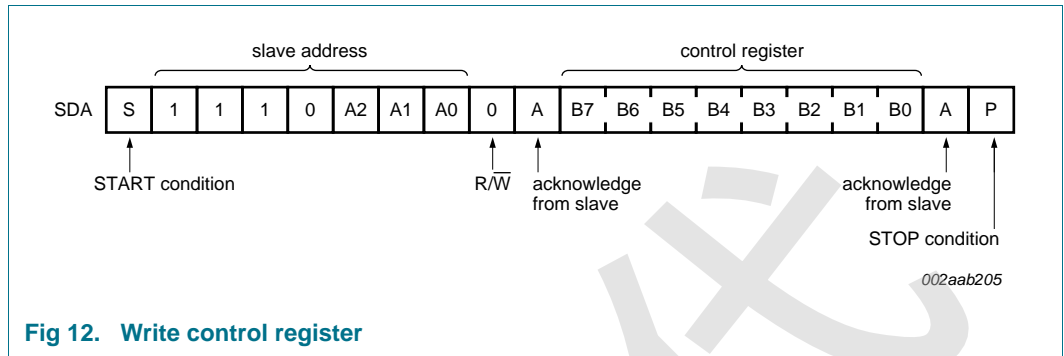 slave address control register
SDA S 1 1 1 0 A2 A1 A0 0 A B7 B6 B5 B4 B3 B2 B1 B0 A P
START condition R/W̅ acknowledge from slave acknowledge from slave
STOP condition
002aab205
Fig 12. Write control register